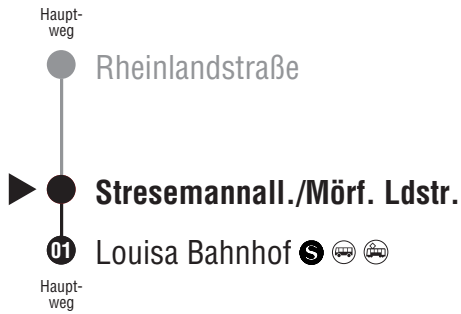 Haupt-
weg
Rheinlandstraße
Stresemannall./Mörf. Ldstr.
01 Louisa Bahnhof S
Haupt-
weg